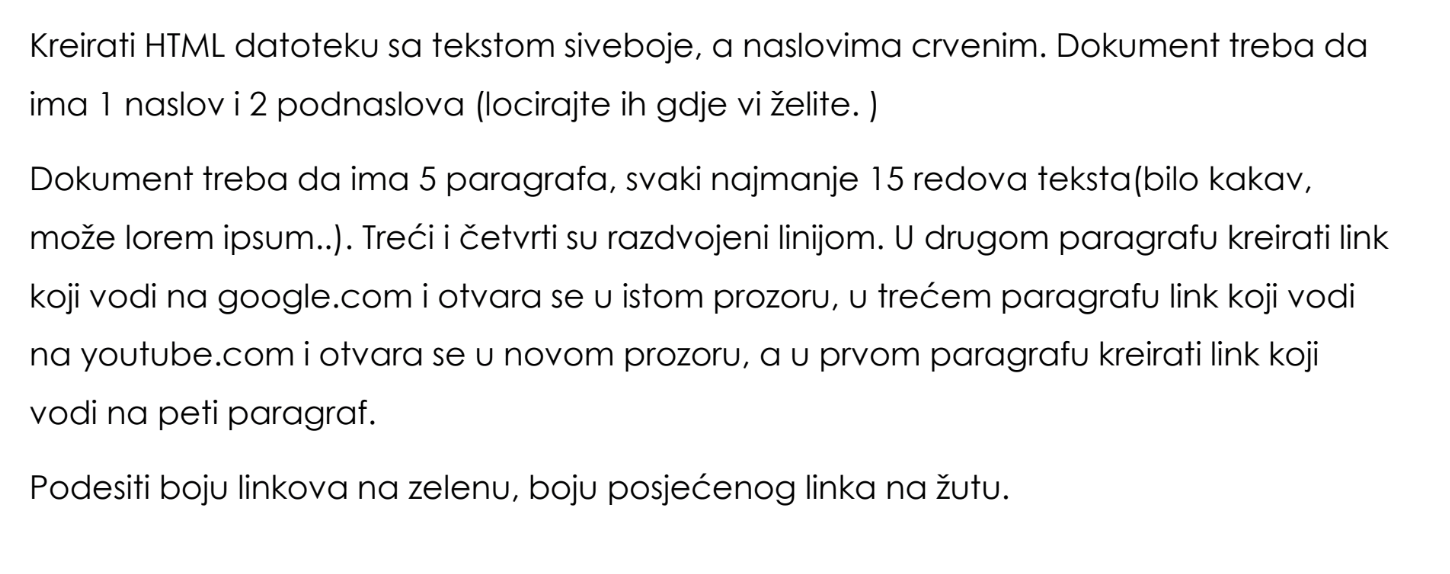 Kreirati HTML datoteku sa tekstom siveboje, a naslovima crvenim. Dokument treba da
ima 1 naslov i 2 podnaslova (locirajte ih gdje vi želite. )
Dokument treba da ima 5 paragrafa, svaki najmanje 15 redova teksta(bilo kakav,
može lorem ipsum..). Treći i četvrti su razdvojeni linijom. U drugom paragrafu kreirati link
koji vodi na google.com i otvara se u istom prozoru, u trećem paragrafu link koji vodi
na youtube.com i otvara se u novom prozoru, a u prvom paragrafu kreirati link koji
vodi na peti paragraf.
Podesiti boju linkova na zelenu, boju posjećenog linka na žutu.